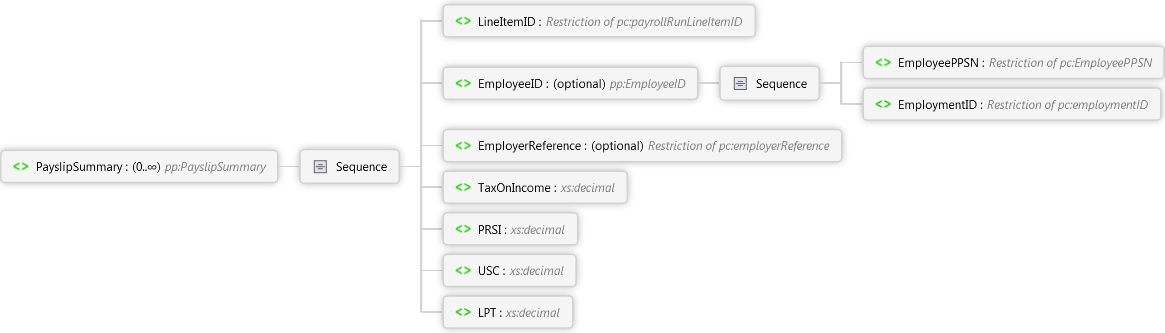 LineItemID : Restriction of pc:payrollRunLineItemID
EmployeeID : (optional) pp:EmployeeID
Sequence
EmployeePPSN : Restriction of pc:EmployeePPSN
EmploymentID : Restriction of pc:employmentID
EmployerReference : (optional) Restriction of pc:employerReference
PayslipSummary : (0..∞) pp:PayslipSummary
Sequence
TaxOnIncome : xs:decimal
PRSI : xs:decimal
USC : xs:decimal
LPT : xs:decimal